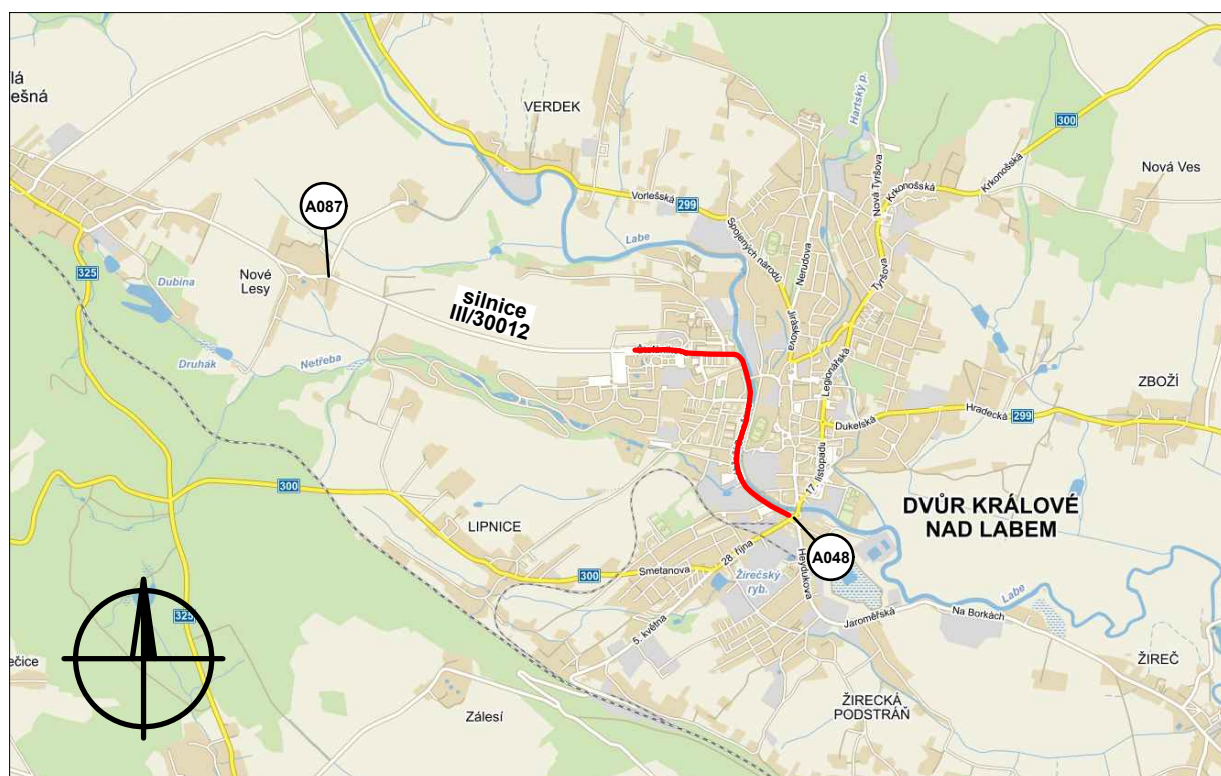 lá
ešná
VERDEK
Hartský p.
300
Nová Tyršova
Krkonošská
Krkonošská
Nová Ves
A087
Vorlešská
299
Spojených národů
Nerudova
Tyršova
Labe
325
Dubina
Nové
Lesy
silnice
III/30012
Jiráskova
Legionářská
Druhák
Netřeba
ZBOŽÍ
Hradecká
299
Dukelská
17. listopadu
300
LIPNICE
DVŮR KRÁLOVÉ
NAD LABEM
28. října
A048
300
Smetanova
Žirečský
ryb.
Heydukova
Labe
Na Borkách
Jaroměřská
5. května
325
ečice
Zálesí
ŽIREČ
ŽIRECKÁ
PODSTRÁŇ